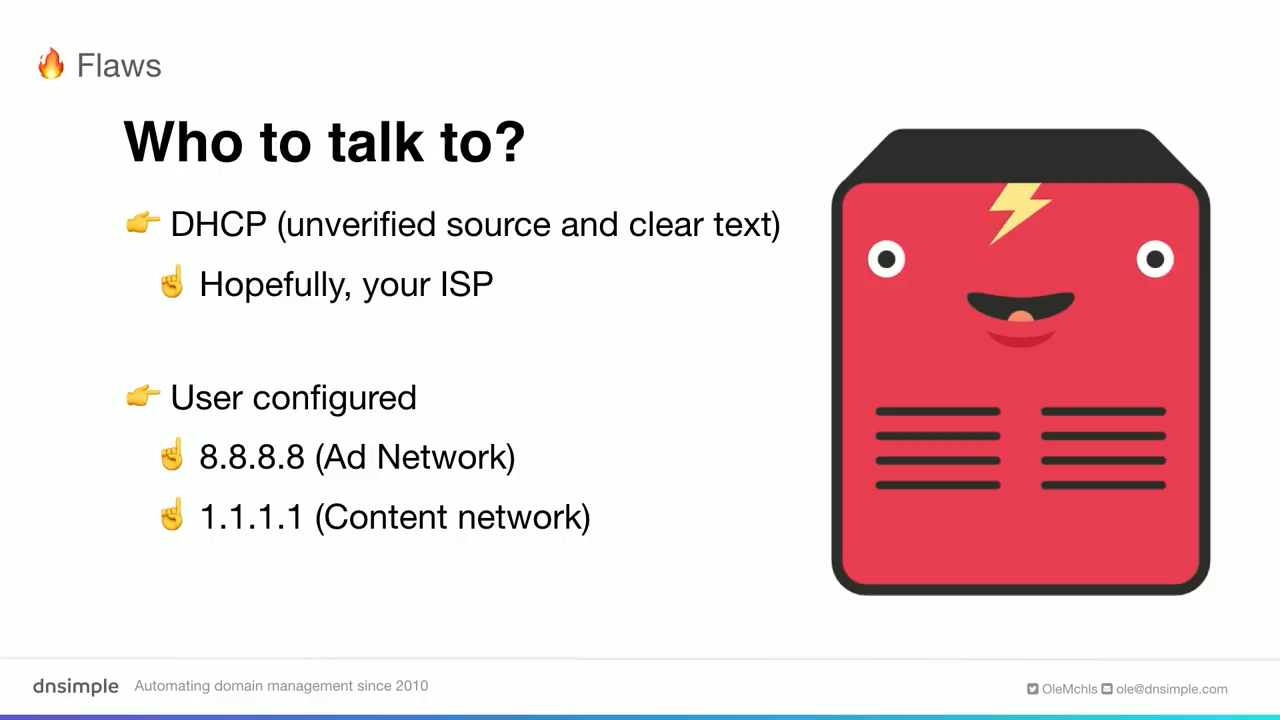 🔥 Flaws
Who to talk to?
👉 DHCP (unverified source and clear text)
☝️ Hopefully, your ISP
👉 User configured
☝️ 8.8.8.8 (Ad Network)
☝️ 1.1.1.1 (Content network)
dnsimple Automating domain management since 2010
OleMchls ole@dnsimple.com